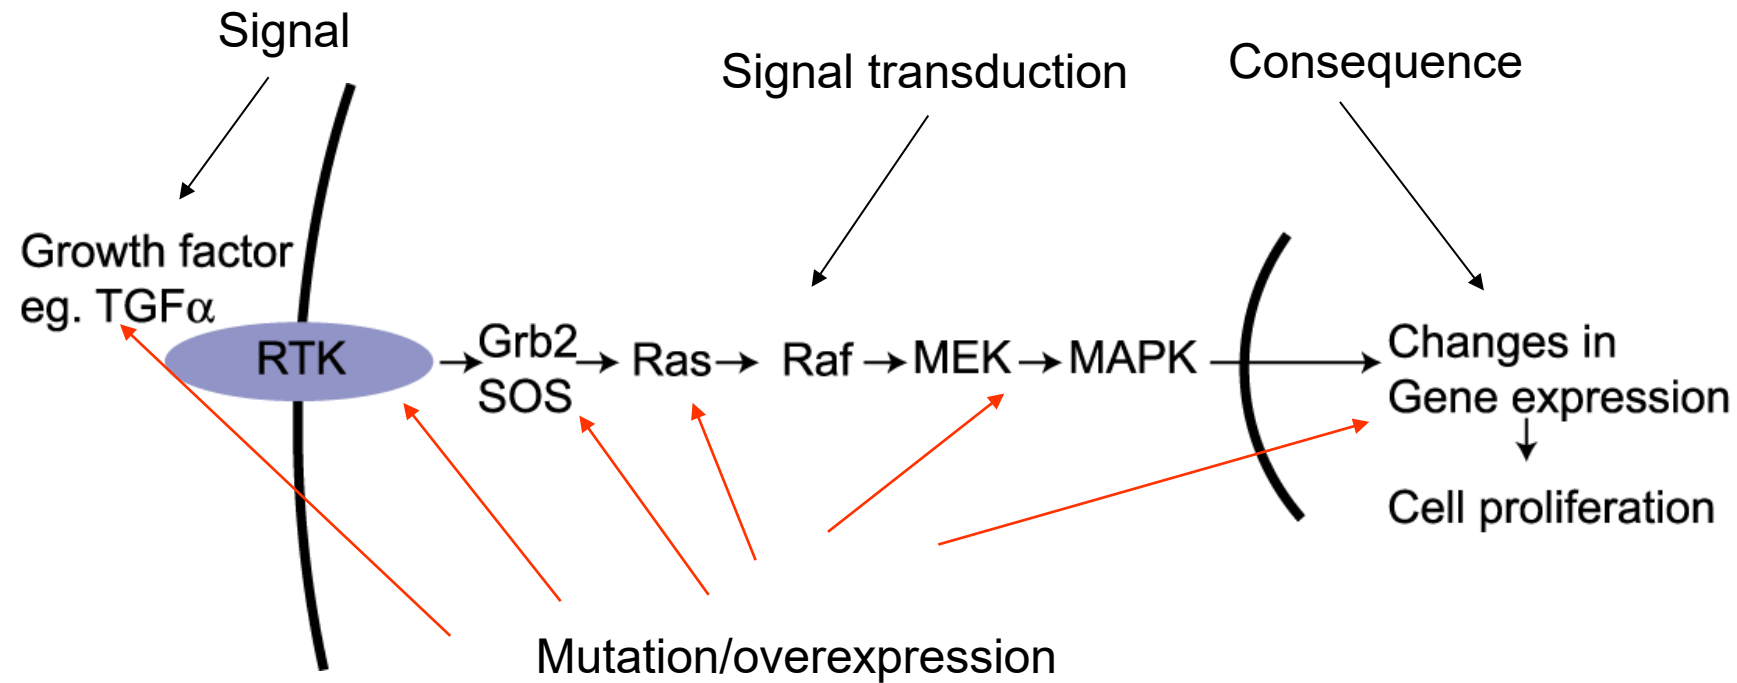 Signal
Signal transduction
Consequence
Growth factor
eg. TGFα
RTK
Grb2
SOS
Ras
Raf
MEK
MAPK
Changes in
Gene expression
Cell proliferation
Mutation/overexpression